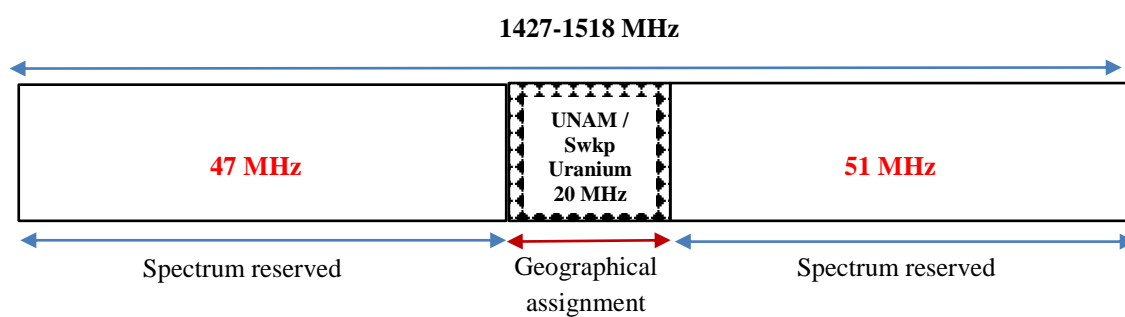 1427-1518 MHz
UNAM /
Swkp
Uranium
20 MHz
47 MHz
51 MHz
Spectrum reserved
Geographical
assignment
Spectrum reserved